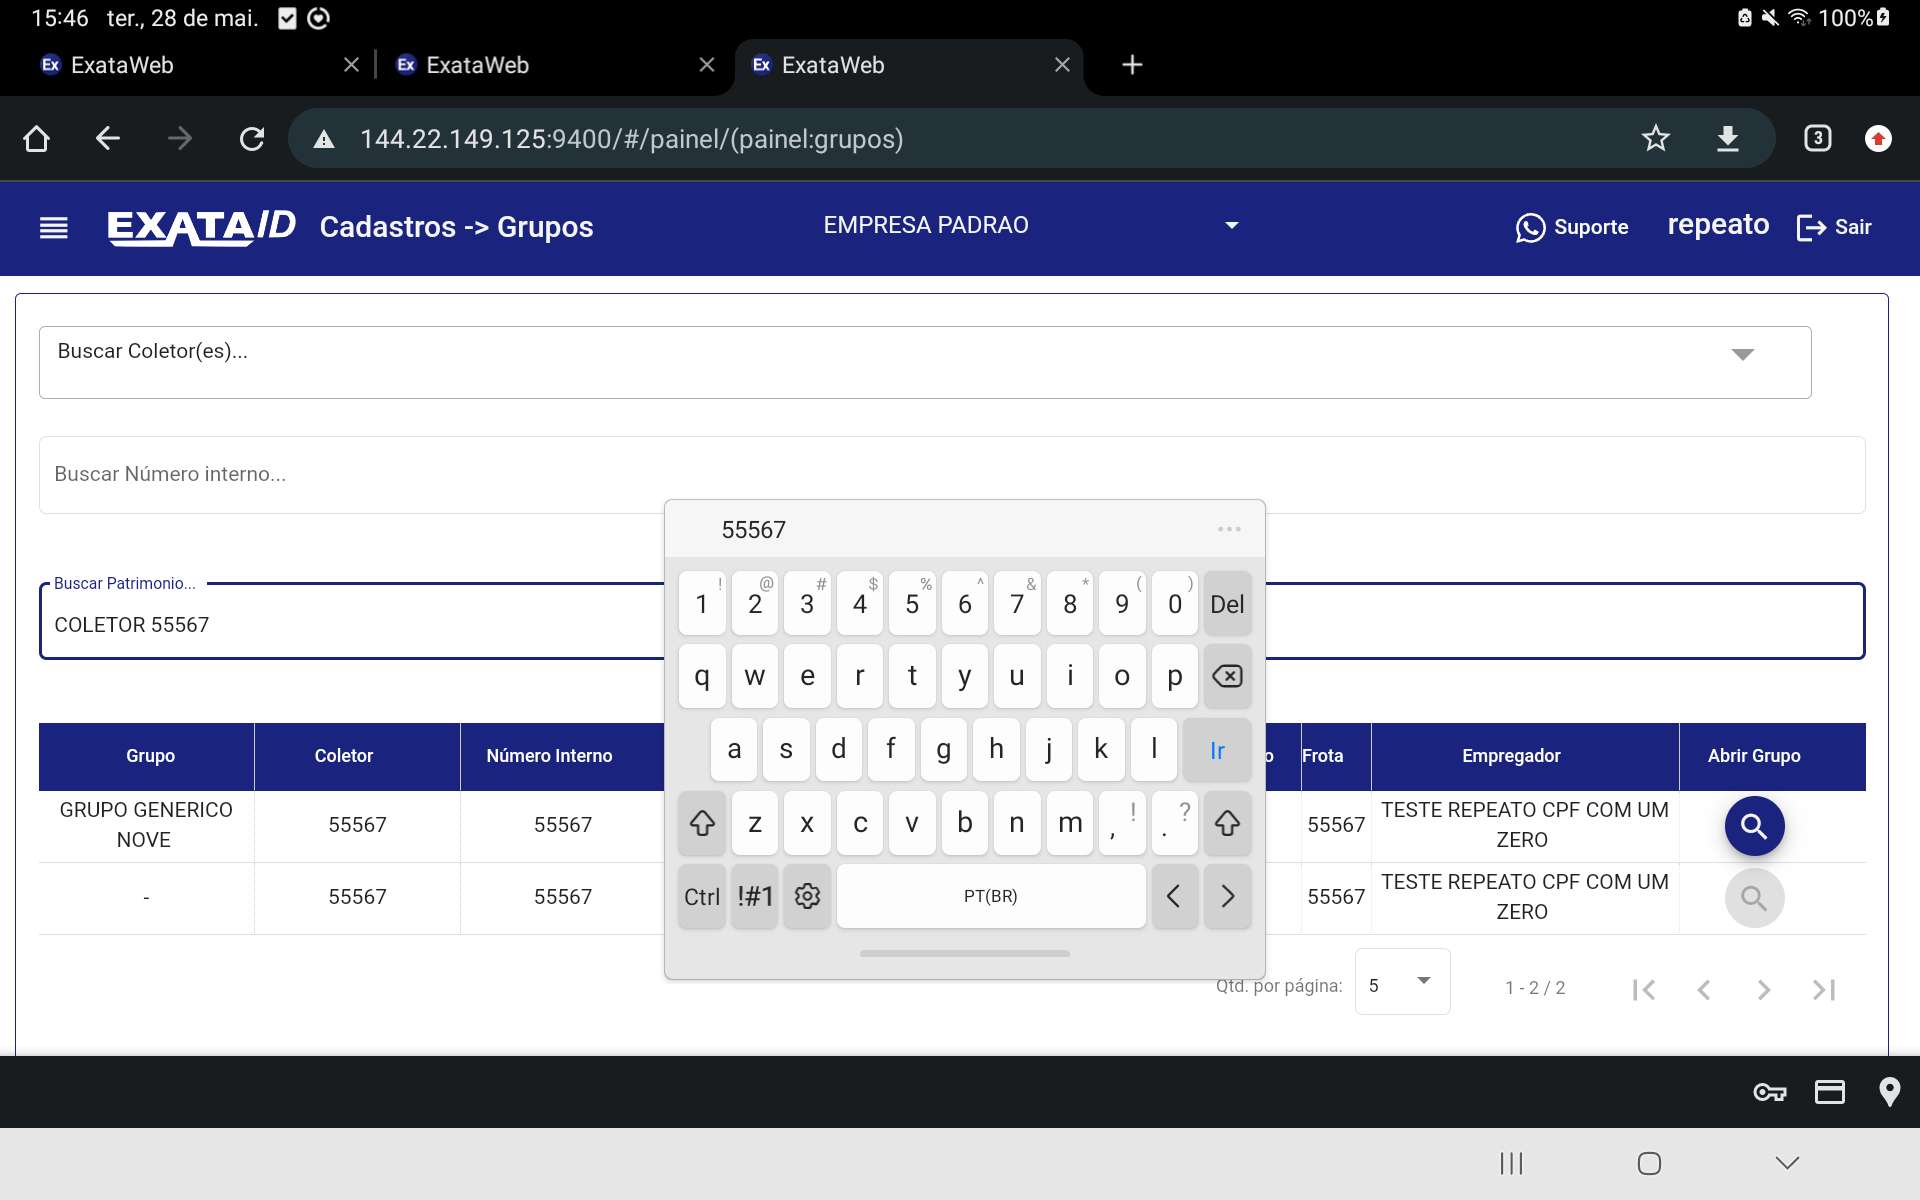 15:46 ter., 28 de mai. 100%
Ex ExataWeb Ex ExataWeb Ex ExataWeb
144.22.149.125:9400/#/painel/(painel:grupos) 3
EXATA/D Cadastros -> Grupos EMPRESA PADRAO Suporte repeato Sair
Buscar Coletor(es)...
Buscar Número interno...
Buscar Patrimonio...
COLETOR 55567
55567
1 ! 2 @ 3 # 4 $ 5 % 6 ^ 7 & 8 * 9 ( 0 ) Del
q w e r t y u i o p
a s d f g h j k l Ir
z x c v b n m , ! . ?
Ctrl !#1 PT(BR) < >
Grupo Coletor Número Interno o Frota Empregador Abrir Grupo
GRUPO GENERICO NOVE 55567 55567 55567 TESTE REPEATO CPF COM UM ZERO
- 55567 55567 55567 TESTE REPEATO CPF COM UM ZERO
Qtd. por página: 5 1 - 2 / 2